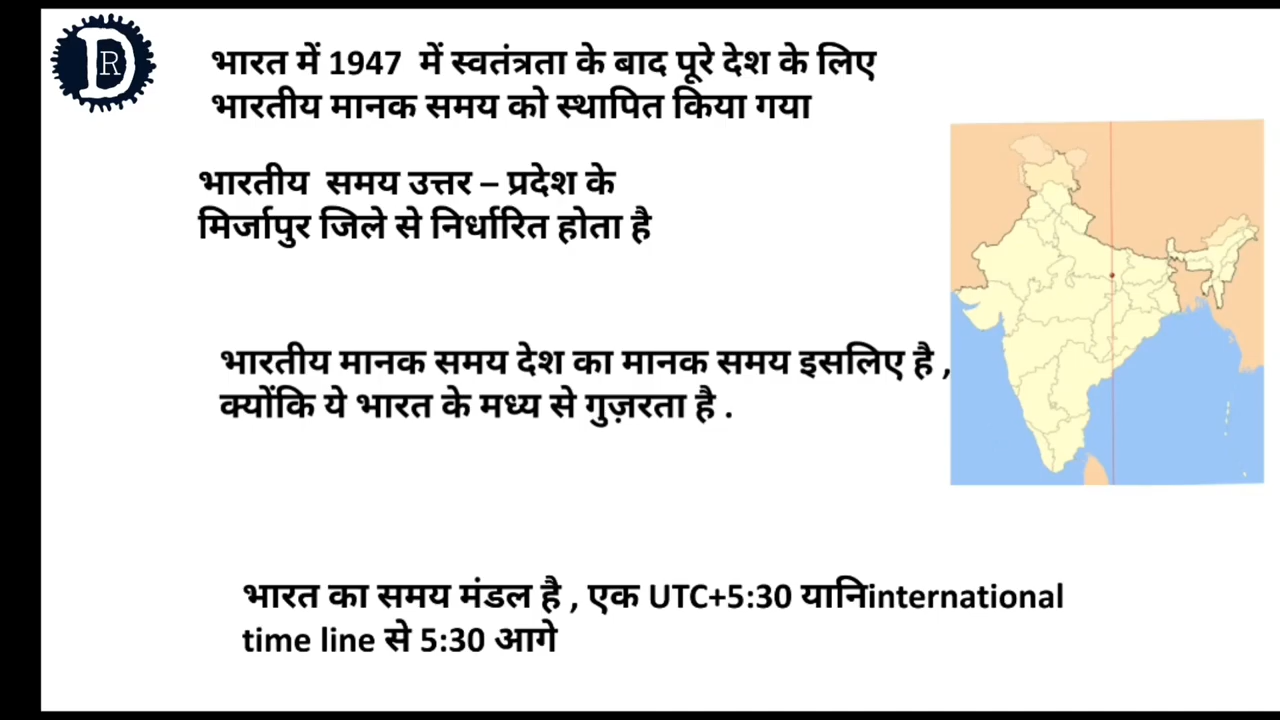 DR
भारत में 1947 में स्वतंत्रता के बाद पूरे देश के लिए
भारतीय मानक समय को स्थापित किया गया
भारतीय समय उत्तर – प्रदेश के
मिर्जापुर जिले से निर्धारित होता है
भारतीय मानक समय देश का मानक समय इसलिए है ,
क्योंकि ये भारत के मध्य से गुज़रता है .
भारत का समय मंडल है , एक UTC+5:30 यानिinternational
time line से 5:30 आगे